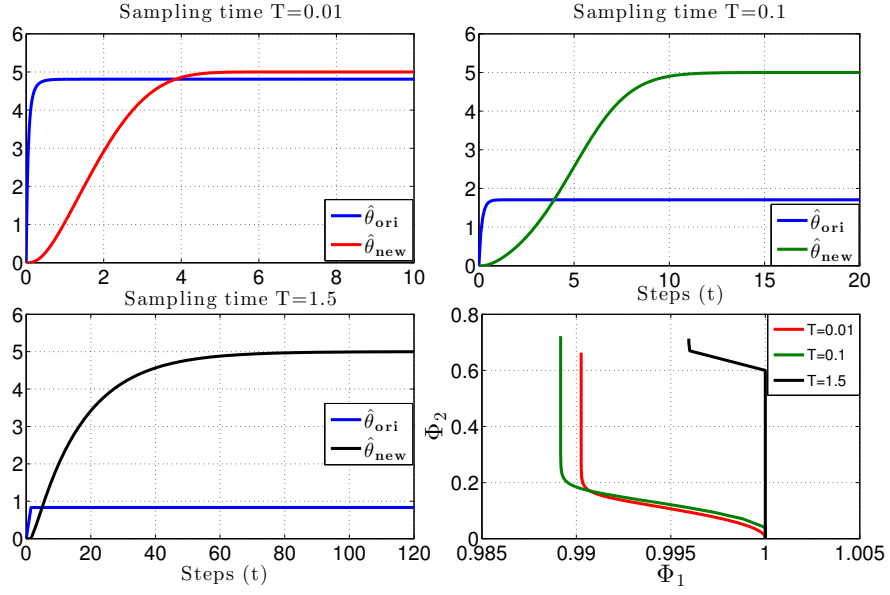 Sampling time T=0.01
6
5
4
3
2
1
0
0 2 4 6 8 10
θ̂ori
θ̂new
Sampling time T=0.1
6
5
4
3
2
1
0
0 5 10 15 20
Steps (t)
θ̂ori
θ̂new
Sampling time T=1.5
6
5
4
3
2
1
0
0 20 40 60 80 100 120
Steps (t)
θ̂ori
θ̂new
0.8
0.6
0.4
0.2
0
Φ2
0.985 0.99 0.995 1 1.005
Φ1
T=0.01
T=0.1
T=1.5